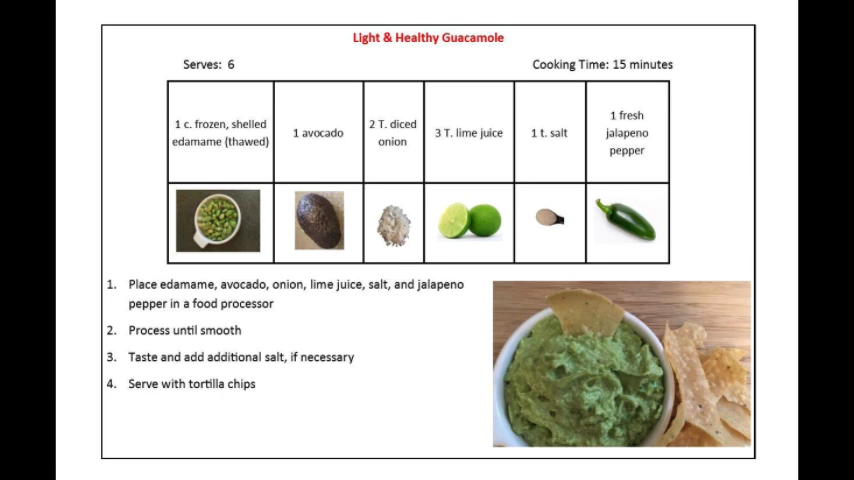 Light & Healthy Guacamole
Serves: 6
Cooking Time: 15 minutes
1 c. frozen, shelled
edamame (thawed)
1 avocado
2 T. diced
onion
3 T. lime juice
1 t. salt
1 fresh
jalapeno
pepper
1. Place edamame, avocado, onion, lime juice, salt, and jalapeno
pepper in a food processor
2. Process until smooth
3. Taste and add additional salt, if necessary
4. Serve with tortilla chips